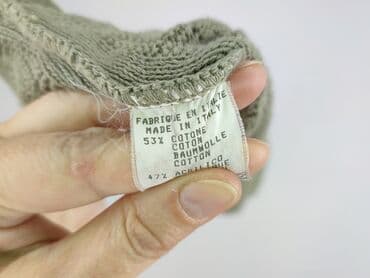 FABRIQUE EN ITALIE
MADE IN ITALY
53% COTONE
COTON
BAUMWOLLE
COTTON
47% ACRILICO